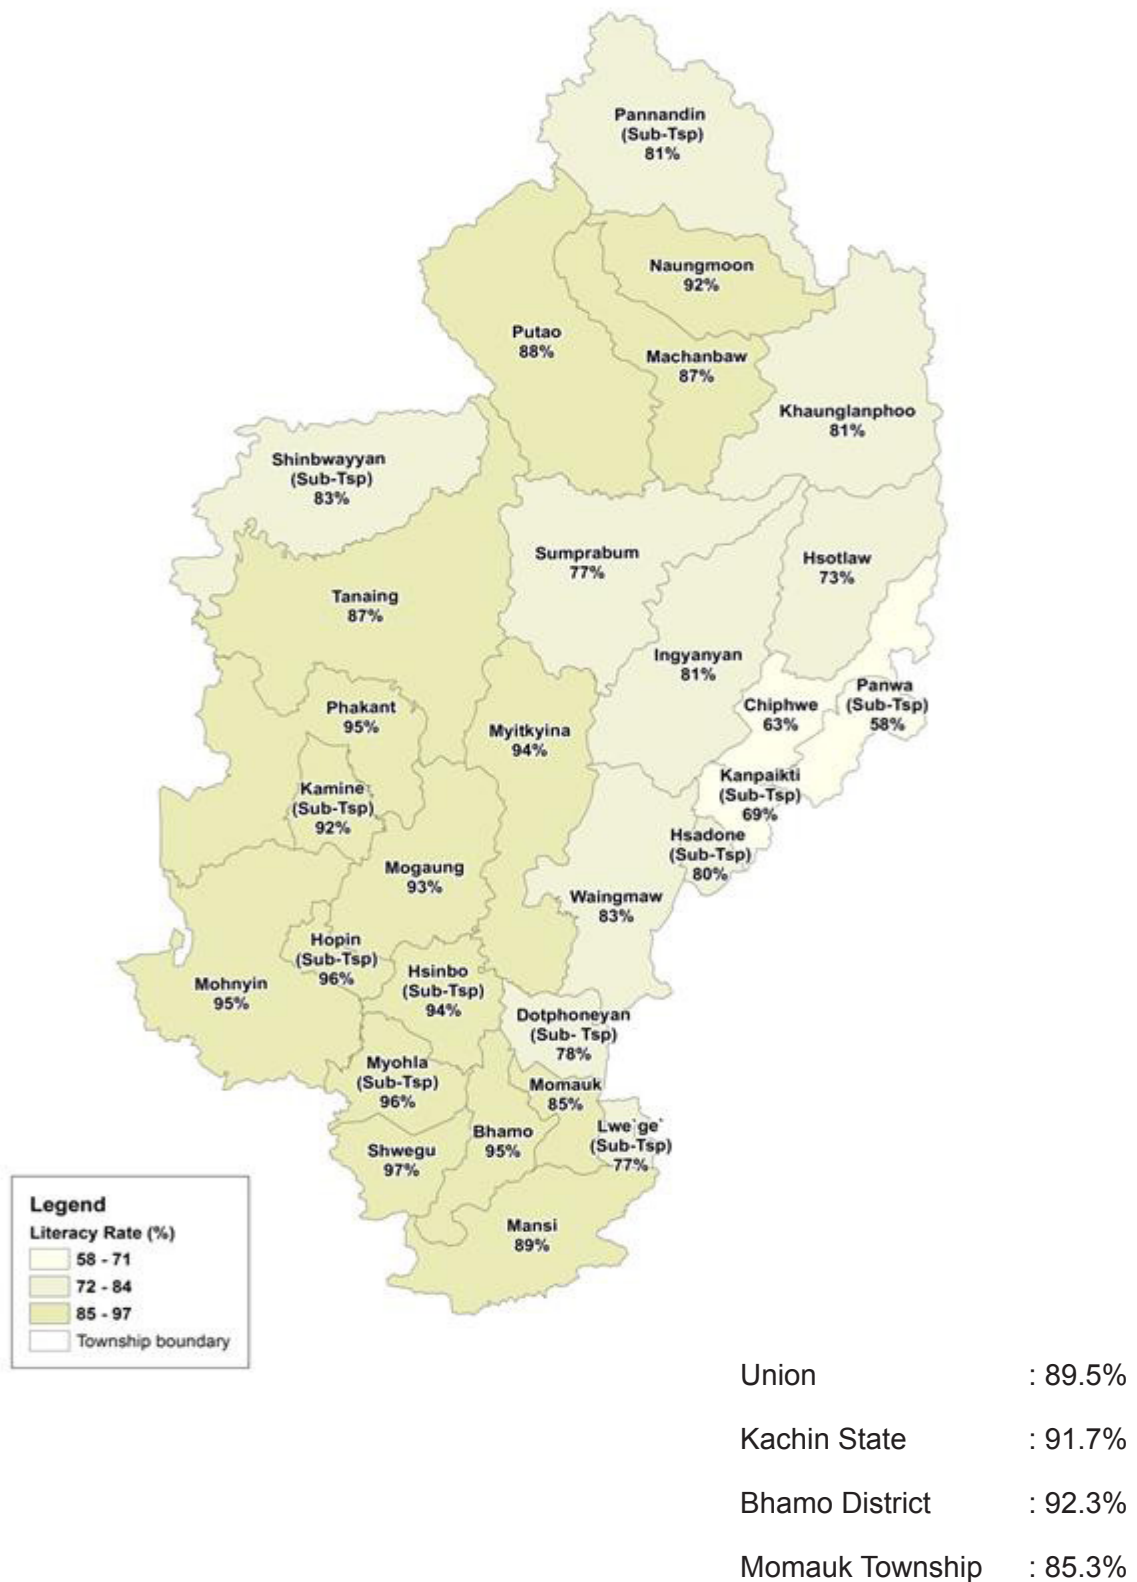 Pannandin
(Sub-Tsp)
81%
Naungmoon
92%
Putao
88%
Machanbaw
87%
Khaunglanphoo
81%
Shinbwayyan
(Sub-Tsp)
83%
Sumprabum
77%
Hsotlaw
73%
Tanaing
87%
Ingyanyan
81%
Panwa
(Sub-Tsp)
58%
Chiphwe
63%
Phakant
95%
Myitkyina
94%
Kanpaikti
(Sub-Tsp)
69%
Kamine
(Sub-Tsp)
92%
Hsadone
(Sub-Tsp)
80%
Mogaung
93%
Waingmaw
83%
Hopin
(Sub-Tsp)
96%
Hsinbo
(Sub-Tsp)
94%
Mohnyin
95%
Dotphoneyan
(Sub- Tsp)
78%
Myohla
(Sub-Tsp)
96%
Momauk
85%
Lwe`ge`
(Sub-Tsp)
77%
Bhamo
95%
Shwegu
97%
Mansi
89%
Legend
Literacy Rate (%)
58 - 71
72 - 84
85 - 97
Township boundary
Union : 89.5%
Kachin State : 91.7%
Bhamo District : 92.3%
Momauk Township : 85.3%